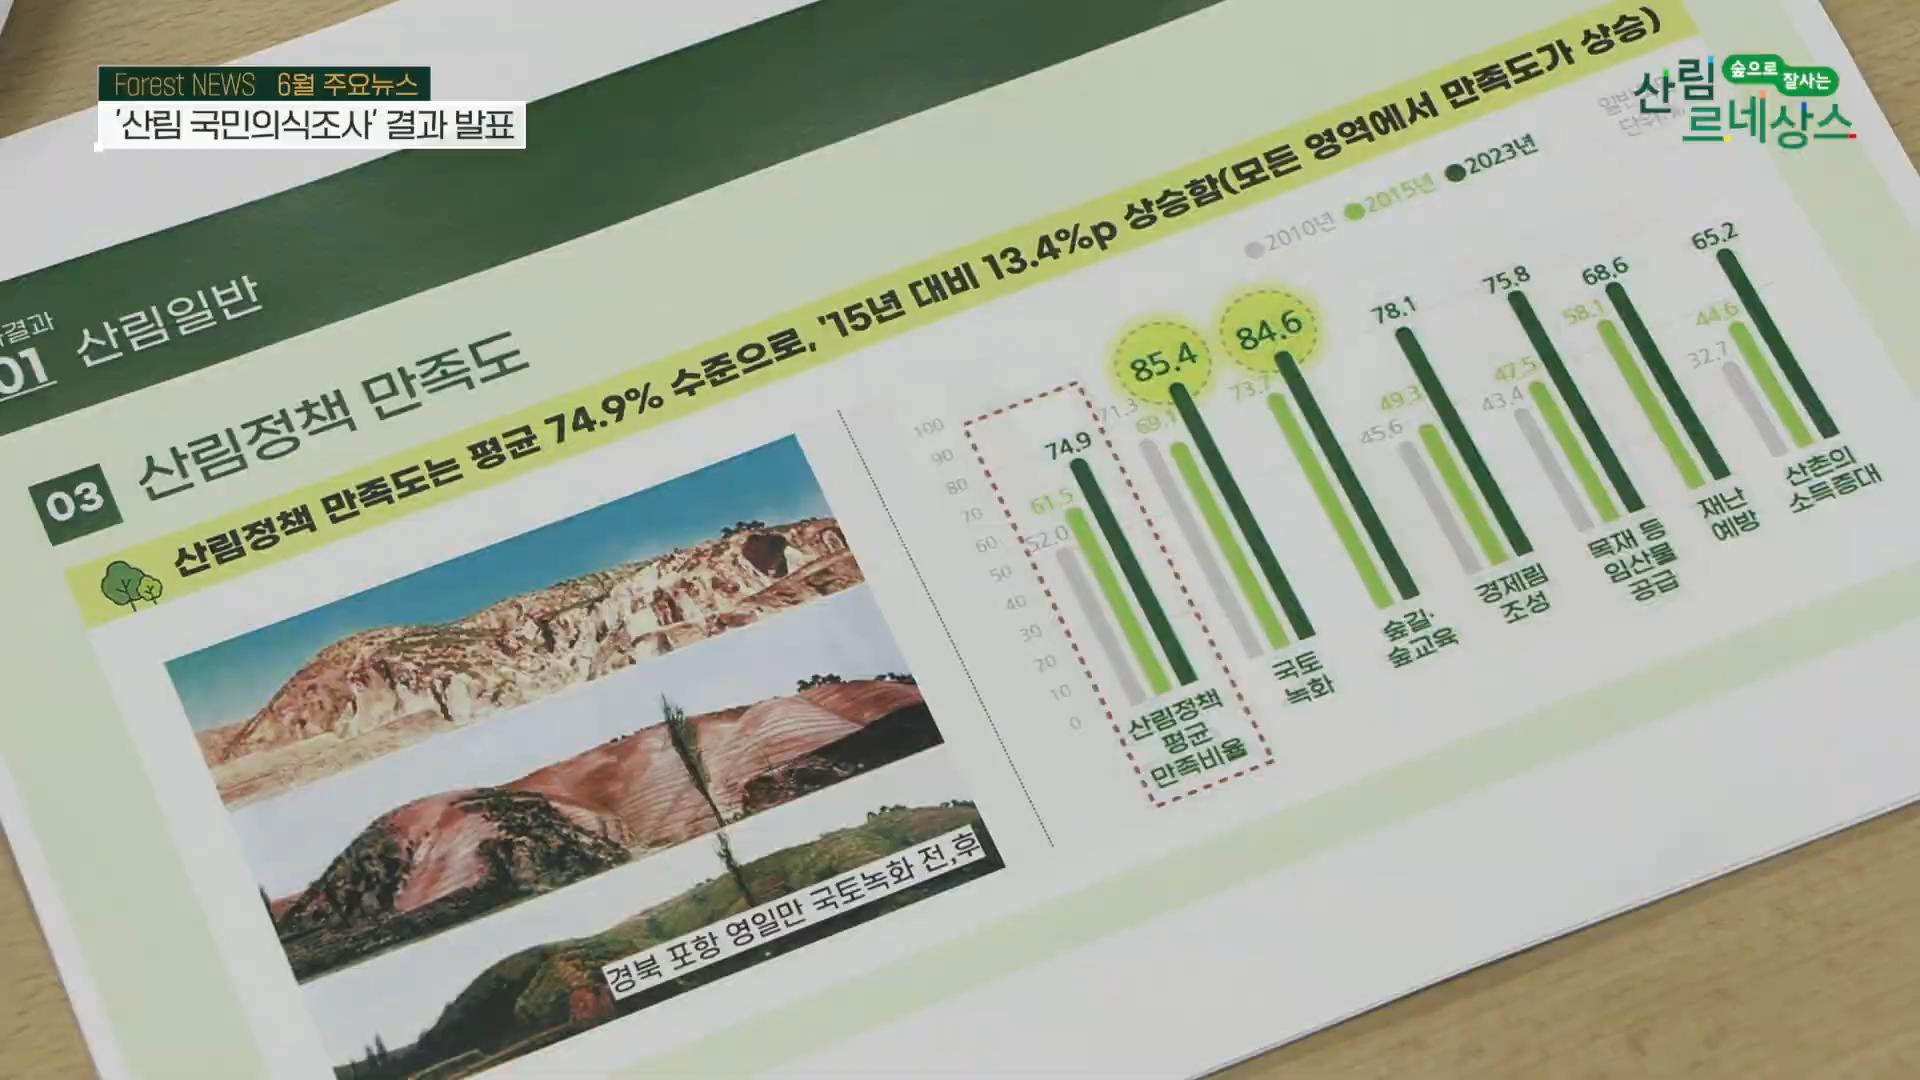 Forest NEWS 6월 주요뉴스
'산림 국민의식조사' 결과 발표
숲으로 잘사는
산림
르네상스
결과
01 산림일반
03 산림정책 만족도
산림정책 만족도는 평균 74.9% 수준으로, '15년 대비 13.4%p 상승함(모든 영역에서 만족도가 상승)
2010년 2015년 2023년
100
90
80
70
60
50
40
30
20
10
0
52.0 61.5 74.9
71.3 69.1 85.4
73.7 84.6
49.3 78.1
45.6 47.5 75.8
43.4 58.1 68.6
32.7 44.6 65.2
산림정책
평균
만족비율
국토
녹화
숲길·
숲교육
경제림
조성
목재 등
임산물
공급
재난
예방
산촌의
소득증대
경북 포항 영일만 국토녹화 전,후